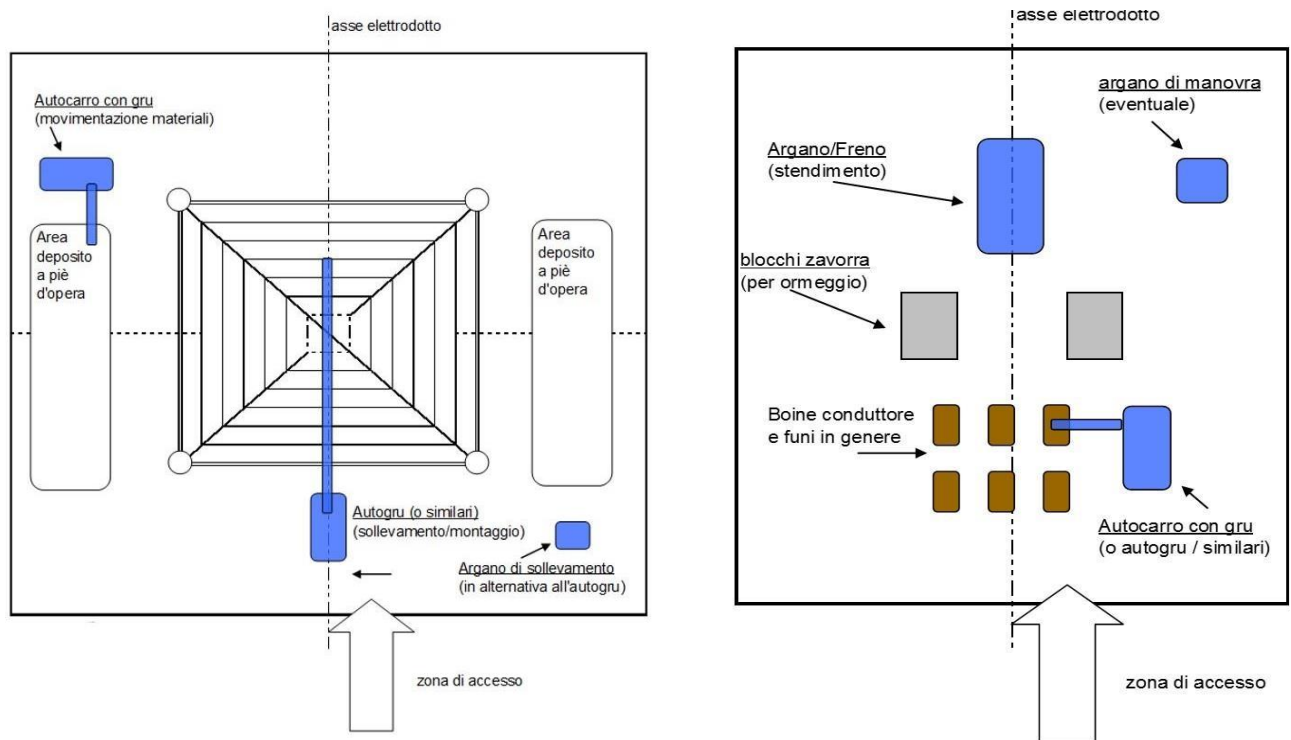 asse elettrodotto
Autocarro con gru
(movimentazione materiali)
Area
deposito
a piè
d'opera
Area
deposito
a piè
d'opera
Autogru (o similari)
(sollevamento/montaggio)
Argano di sollevamento
(in alternativa all'autogru)
zona di accesso
asse elettrodotto
argano di manovra
(eventuale)
Argano/Freno
(stendimento)
blocchi zavorra
(per ormeggio)
Boine conduttore
e funi in genere
Autocarro con gru
(o autogru / similari)
zona di accesso